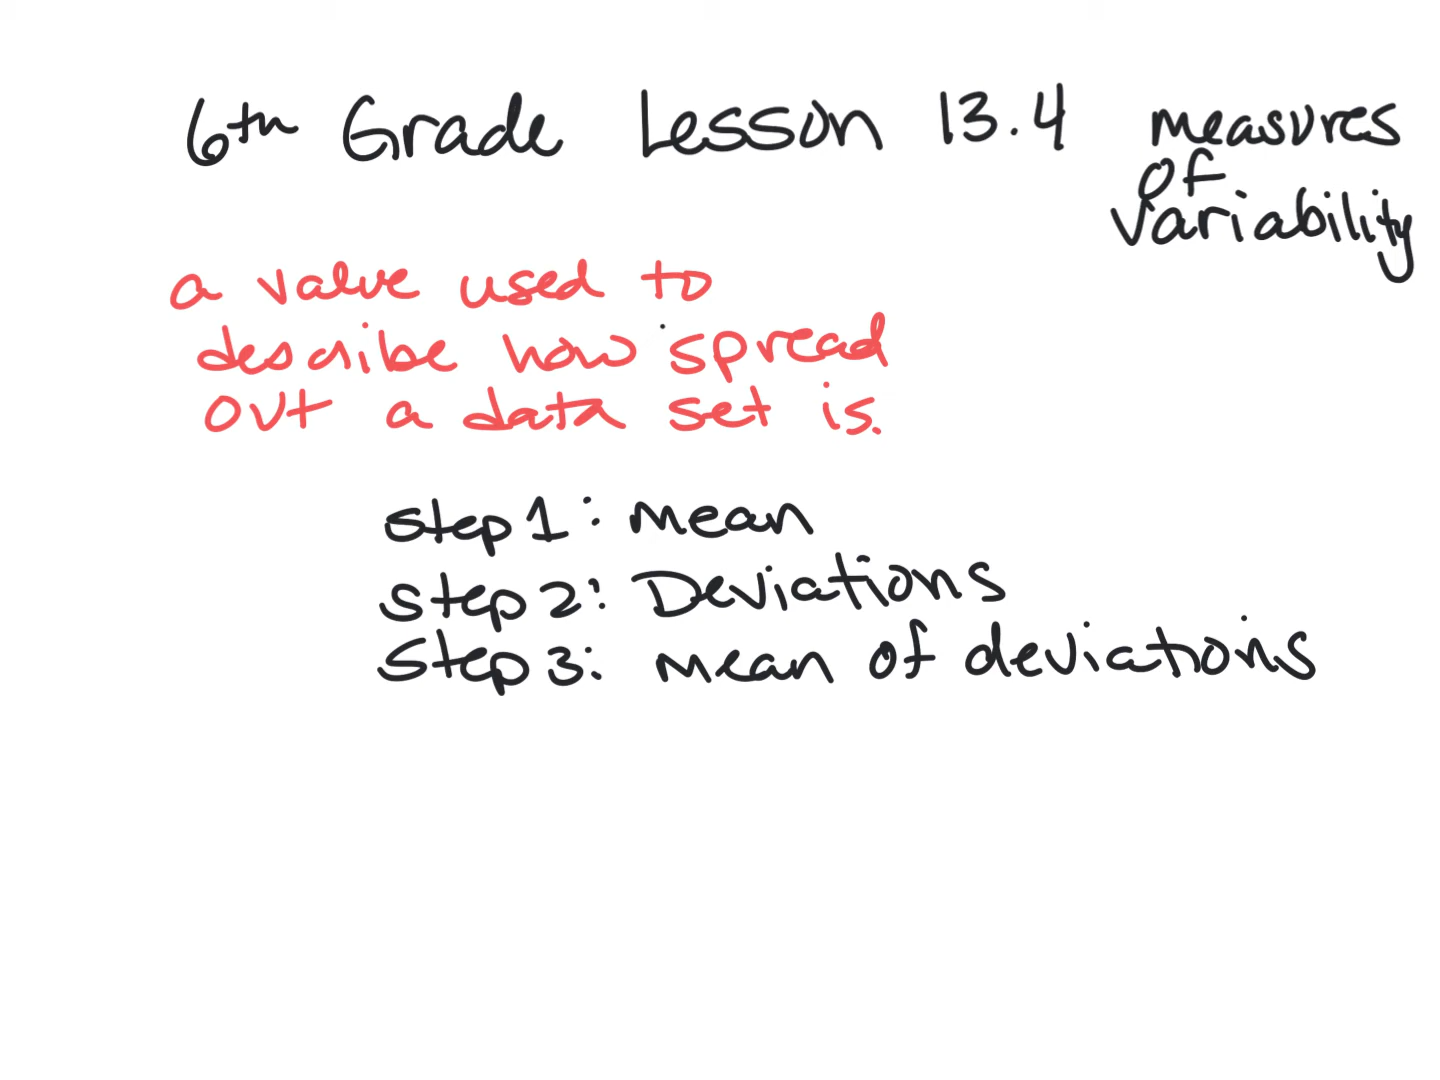 6th Grade Lesson 13.4 measures
of
variability
a value used to
describe how spread
out a data set is.
step 1: mean
step 2: Deviations
step 3: mean of deviations